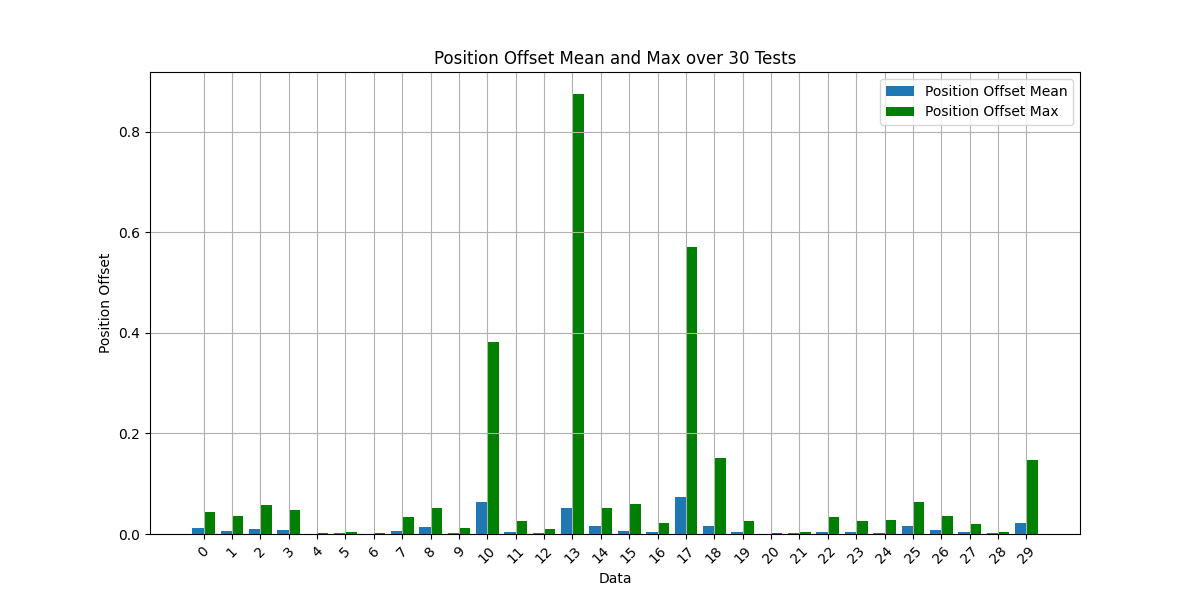 Position Offset Mean and Max over 30 Tests
Position Offset Mean
Position Offset Max
Position Offset
0.8
0.6
0.4
0.2
0.0
0 1 2 3 4 5 6 7 8 9 10 11 12 13 14 15 16 17 18 19 20 21 22 23 24 25 26 27 28 29
Data